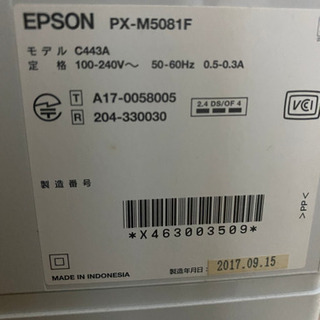 EPSON PX-M5081F
モデル C443A
定 格 100-240V～ 50-60Hz 0.5-0.3A
T A17-0058005
R 204-330030
2.4 DS/OF 4
VCI
製造番号
*X463003509*
>PP<
MADE IN INDONESIA
製造年月日: 2017.09.15